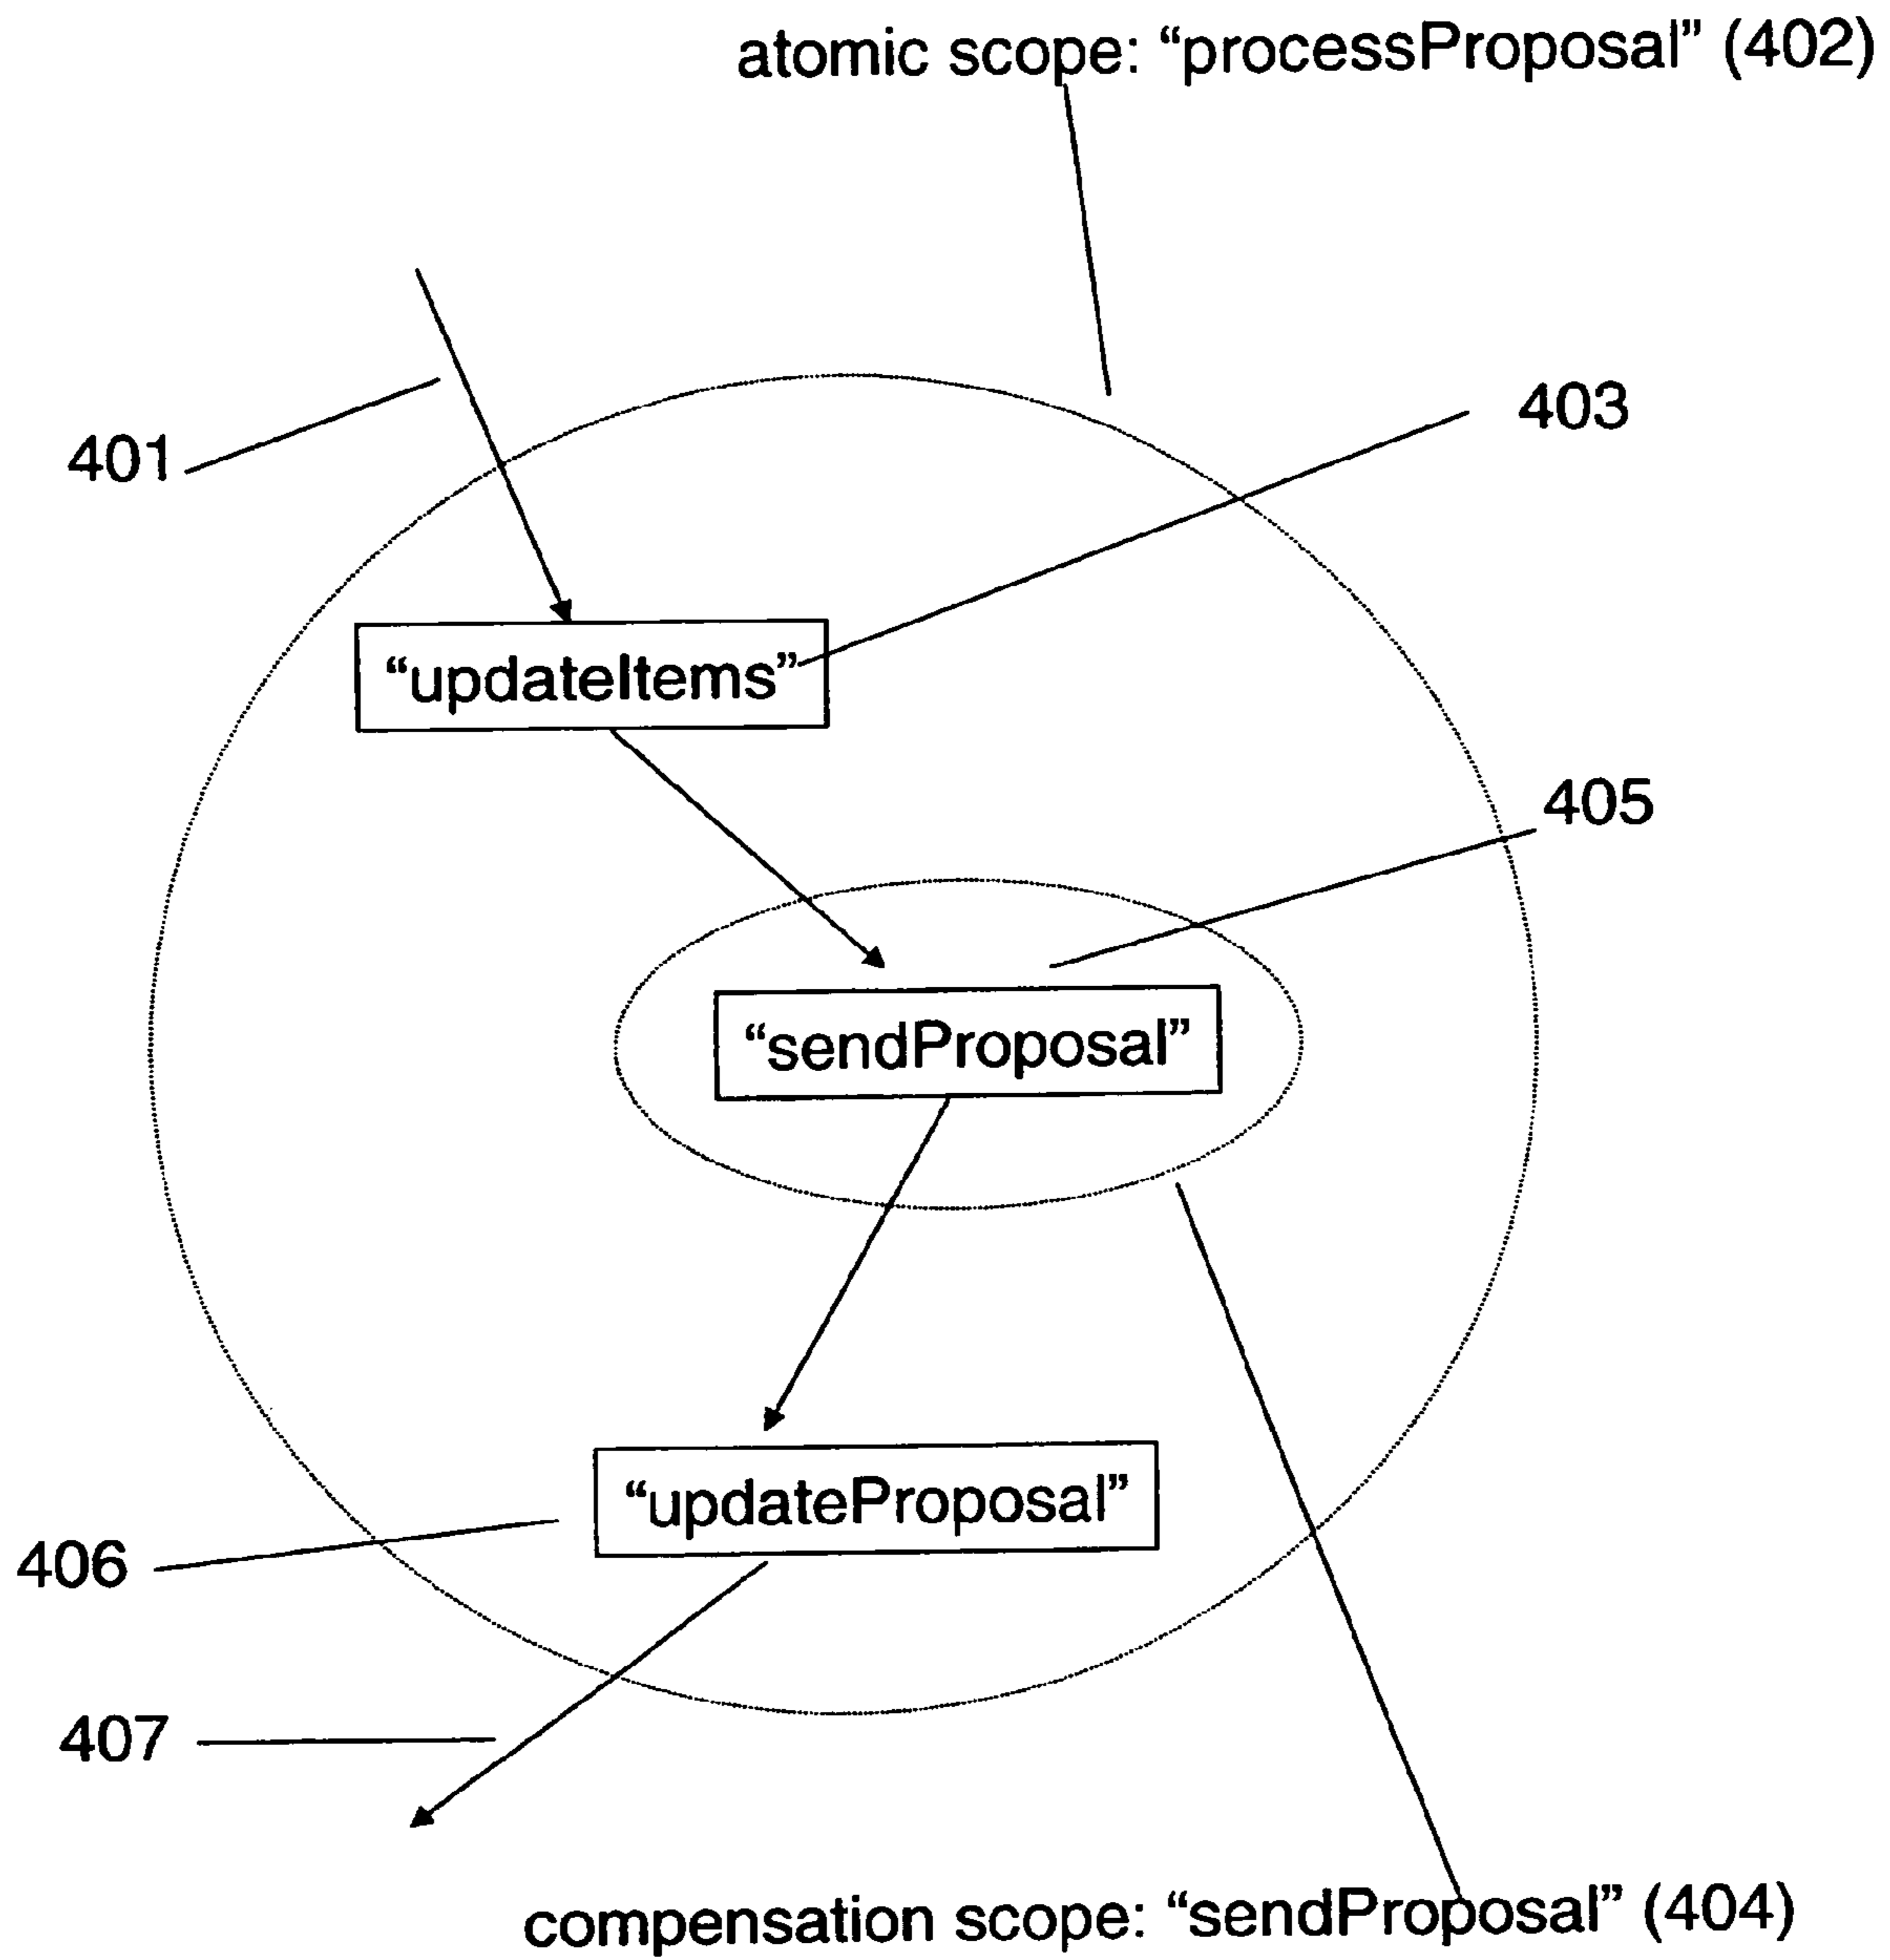 atomic scope: “processProposal” (402)
403
401
“updateItems”
405
“sendProposal”
“updateProposal”
406
407
compensation scope: “sendProposal” (404)